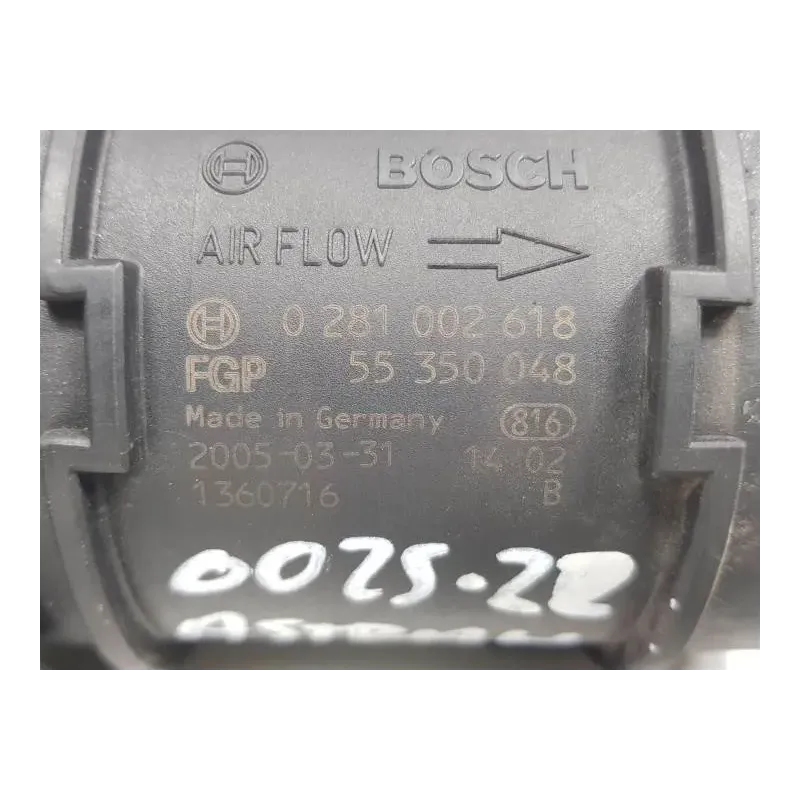 BOSCH
AIR FLOW
0 281 002 618
FGP 55 350 048
Made in Germany 816
2005-03-31 14 02
1360716 B
0025-22